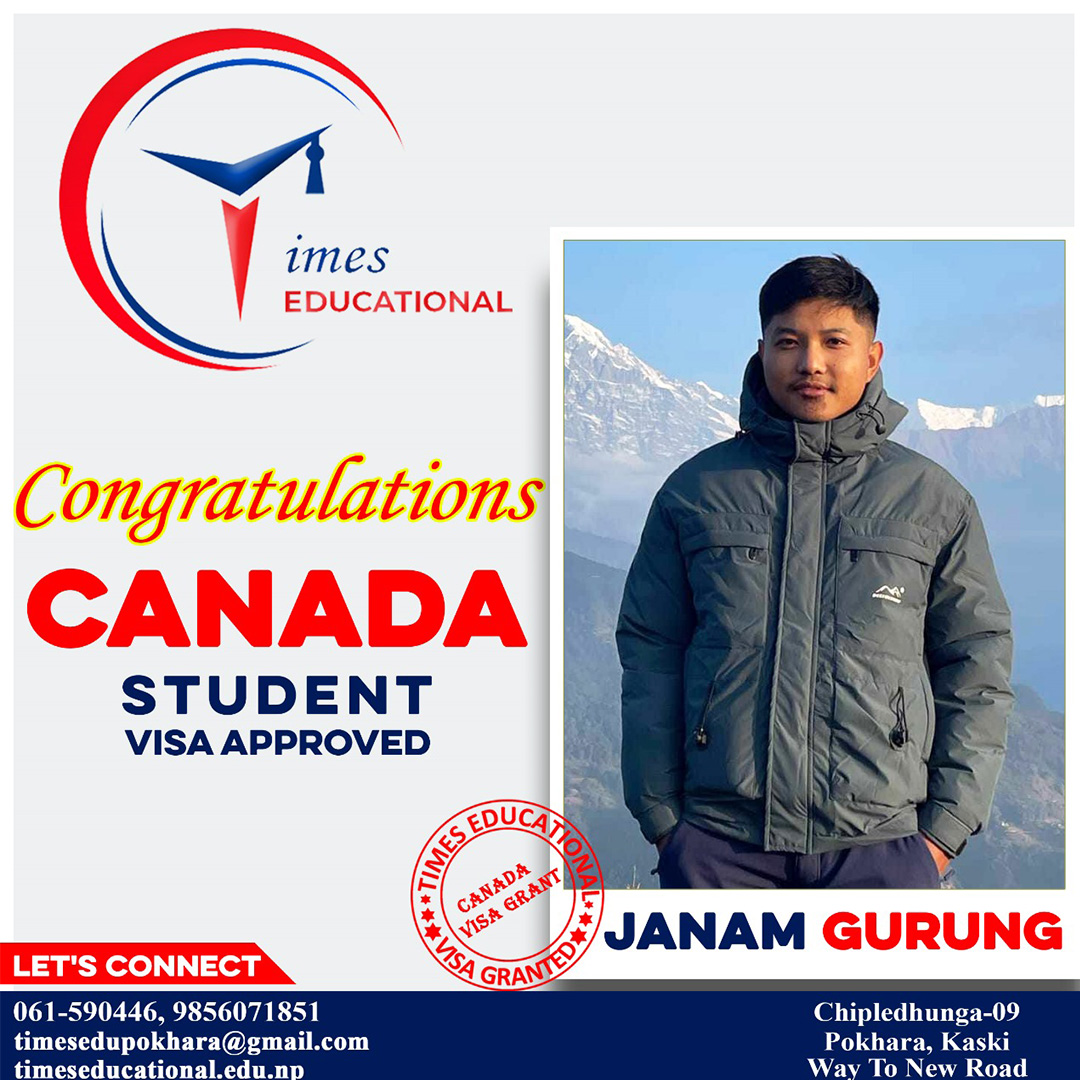 Times
EDUCATIONAL
Congratulations
CANADA
STUDENT
VISA APPROVED
TIMES EDUCATIONAL
CANADA
VISA GRANT
VISA GRANTED
JANAM GURUNG
LET'S CONNECT
061-590446, 9856071851
timesedupokhara@gmail.com
timeseducational.edu.np
Chipledhunga-09
Pokhara, Kaski
Way To New Road